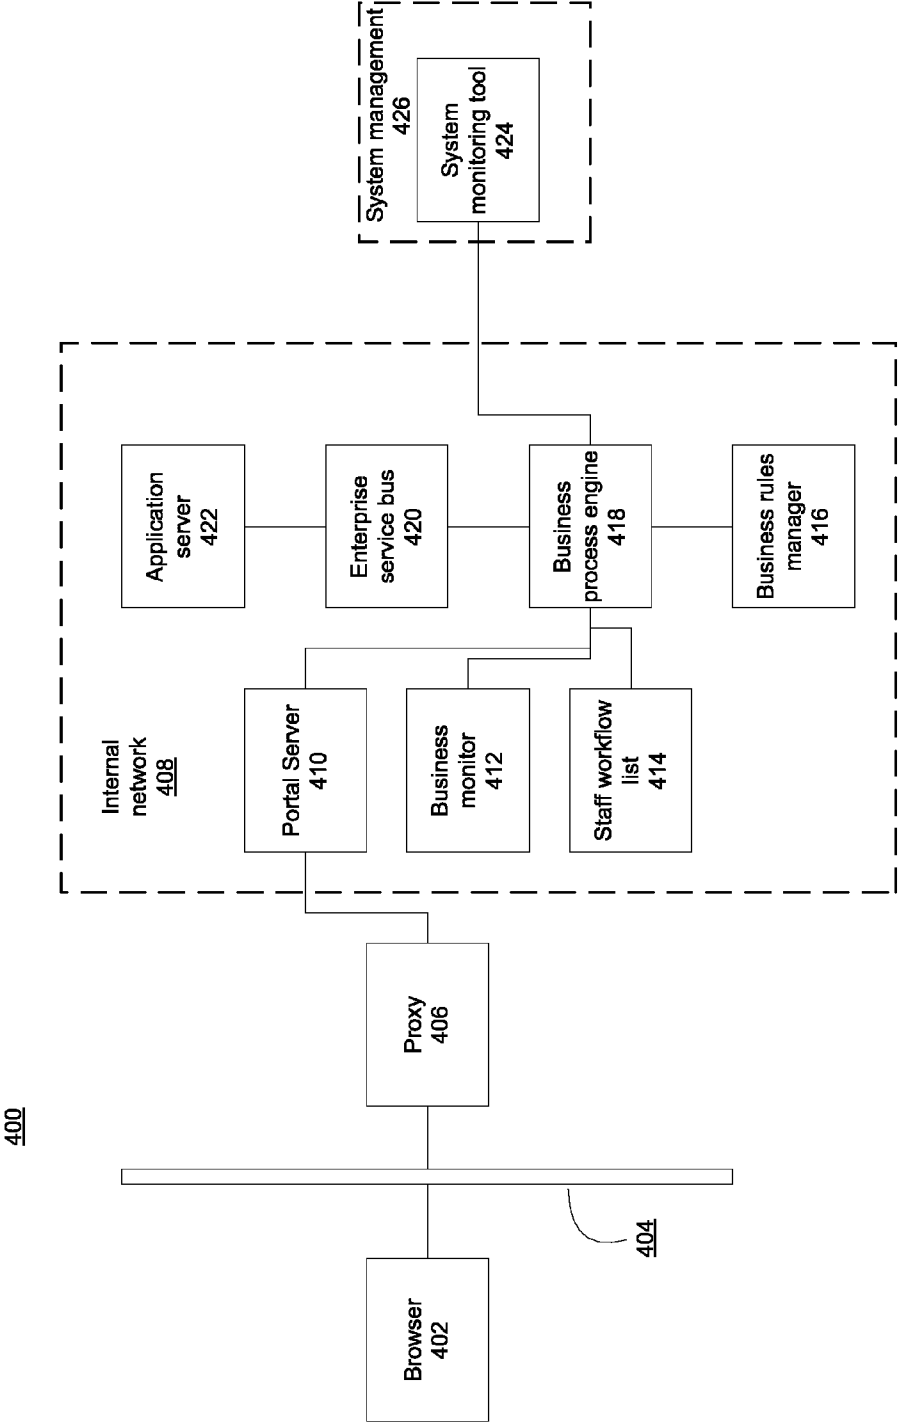 400
Browser
402
404
Proxy
406
Internal
network
408
Portal Server
410
Business
monitor
412
Staff workflow
list
414
Application
server
422
Enterprise
service bus
420
Business
process engine
418
Business rules
manager
416
System management
426
System
monitoring tool
424